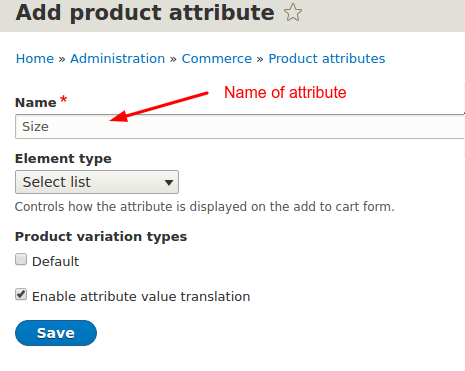 Add product attribute
Home » Administration » Commerce » Product attributes
Name *
Name of attribute
Size
Element type
Select list
Controls how the attribute is displayed on the add to cart form.
Product variation types
Default
Enable attribute value translation
Save